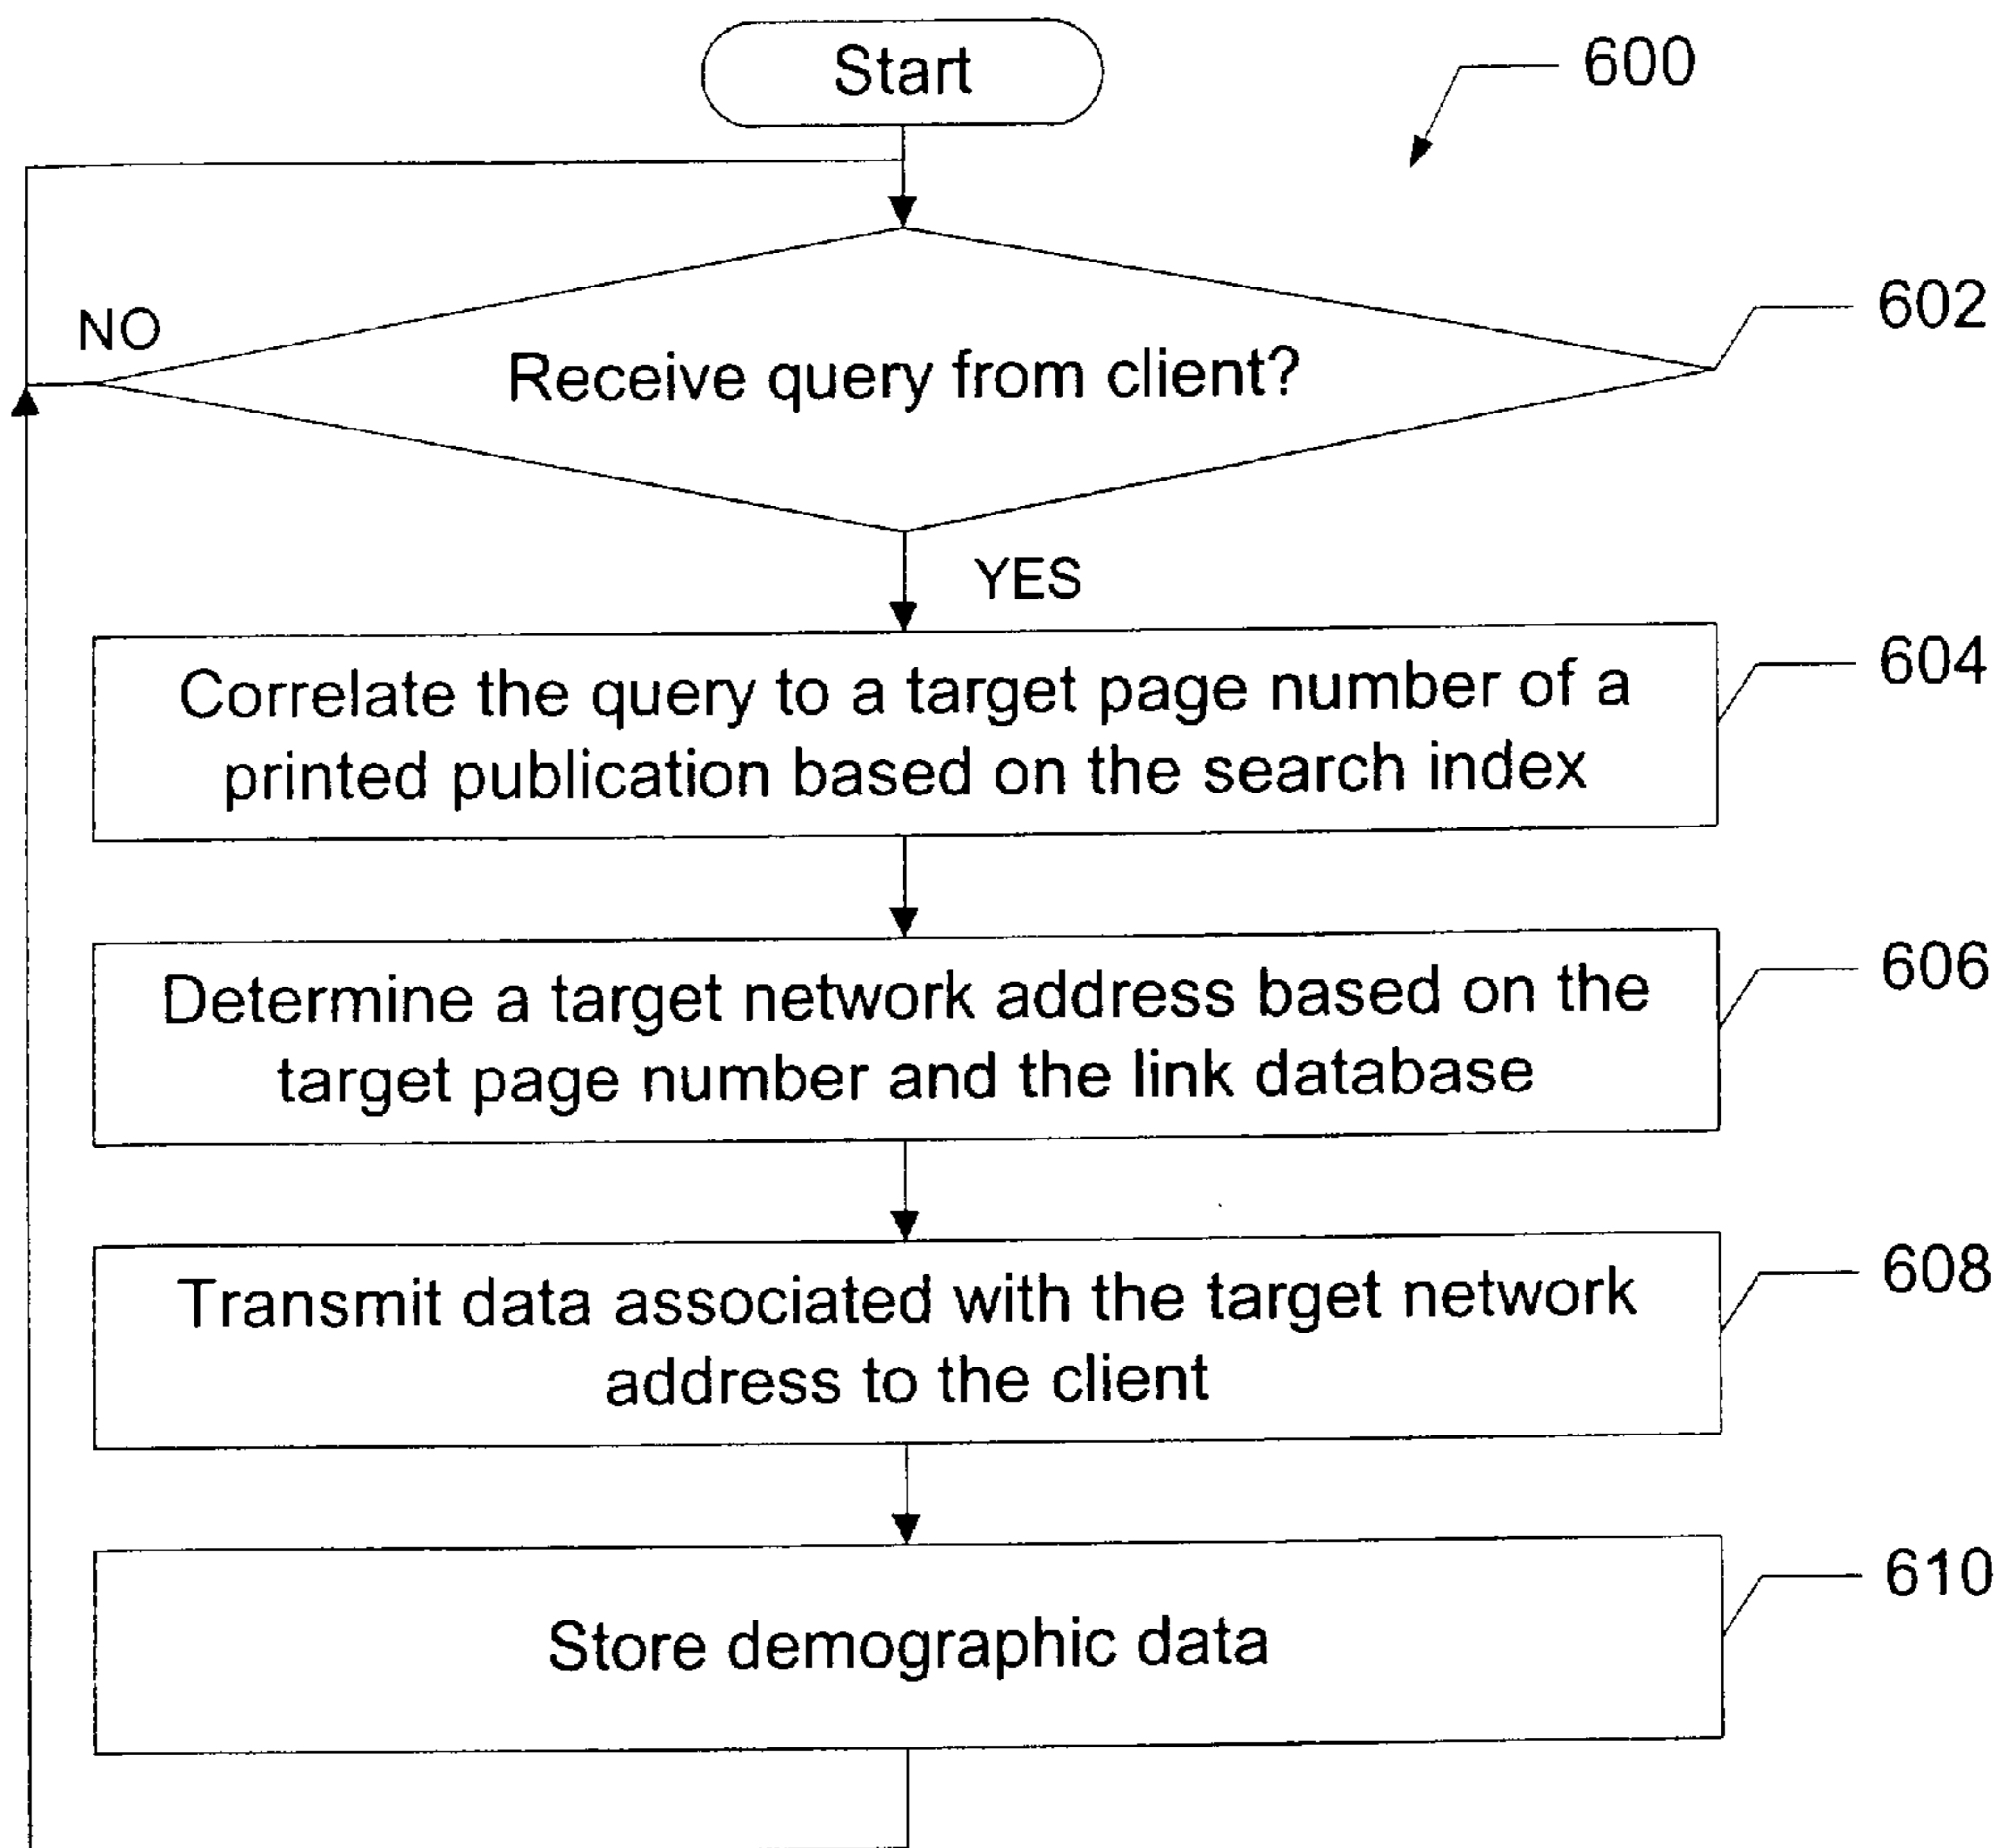 Start
600
NO
602
Receive query from client?
YES
604
Correlate the query to a target page number of a
printed publication based on the search index
606
Determine a target network address based on the
target page number and the link database
608
Transmit data associated with the target network
address to the client
610
Store demographic data